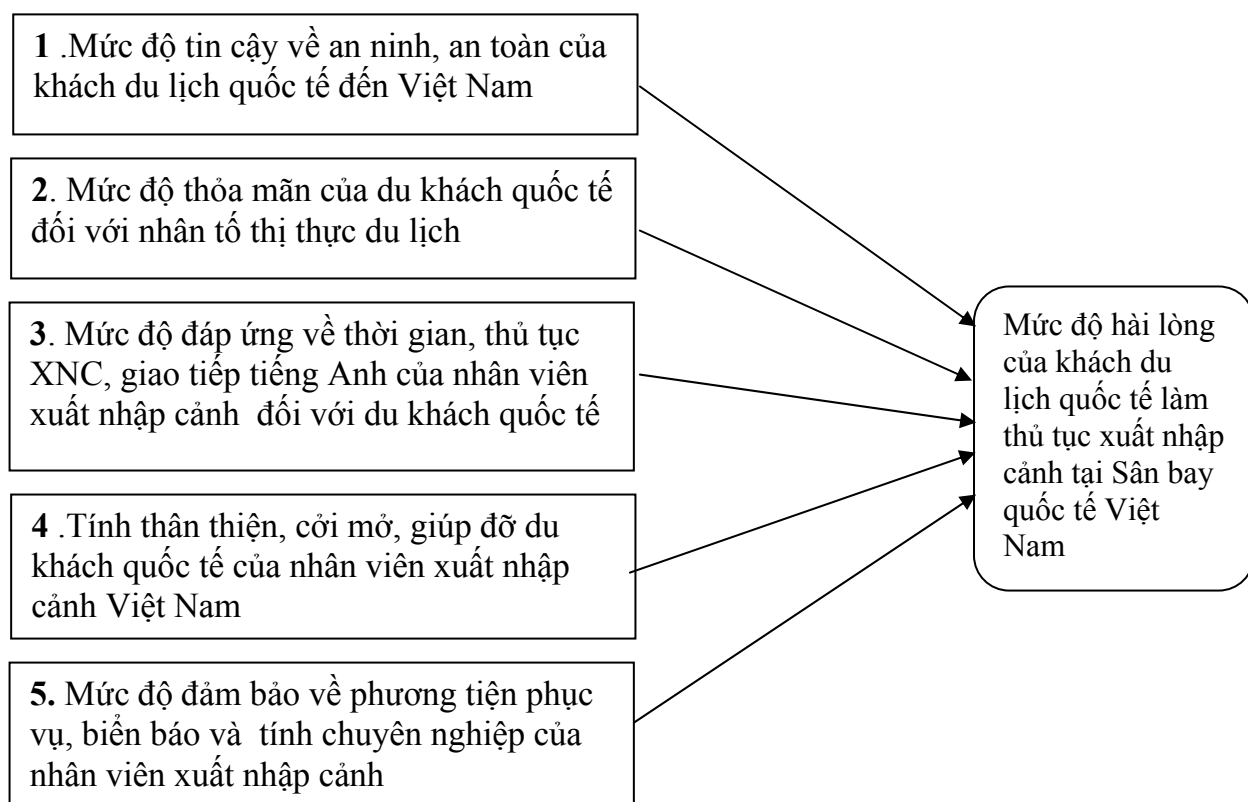 1 .Mức độ tin cậy về an ninh, an toàn của
khách du lịch quốc tế đến Việt Nam
2. Mức độ thỏa mãn của du khách quốc tế
đối với nhân tố thị thực du lịch
3. Mức độ đáp ứng về thời gian, thủ tục
XNC, giao tiếp tiếng Anh của nhân viên
xuất nhập cảnh đối với du khách quốc tế
4 .Tính thân thiện, cởi mở, giúp đỡ du
khách quốc tế của nhân viên xuất nhập
cảnh Việt Nam
5. Mức độ đảm bảo về phương tiện phục
vụ, biển báo và tính chuyên nghiệp của
nhân viên xuất nhập cảnh
Mức độ hài lòng
của khách du
lịch quốc tế làm
thủ tục xuất nhập
cảnh tại Sân bay
quốc tế Việt
Nam